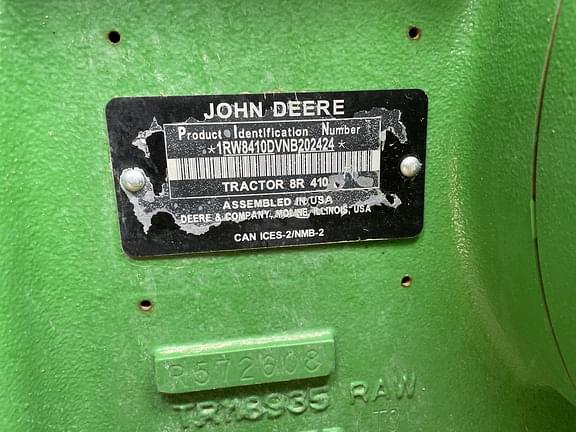 JOHN DEERE
Product Identification Number
*1RW8410DVNB202424*
TRACTOR 8R 410
ASSEMBLED IN USA
DEERE & COMPANY, MOLINE, ILLINOIS, USA
CAN ICES-2/NMB-2
R572608
RAW